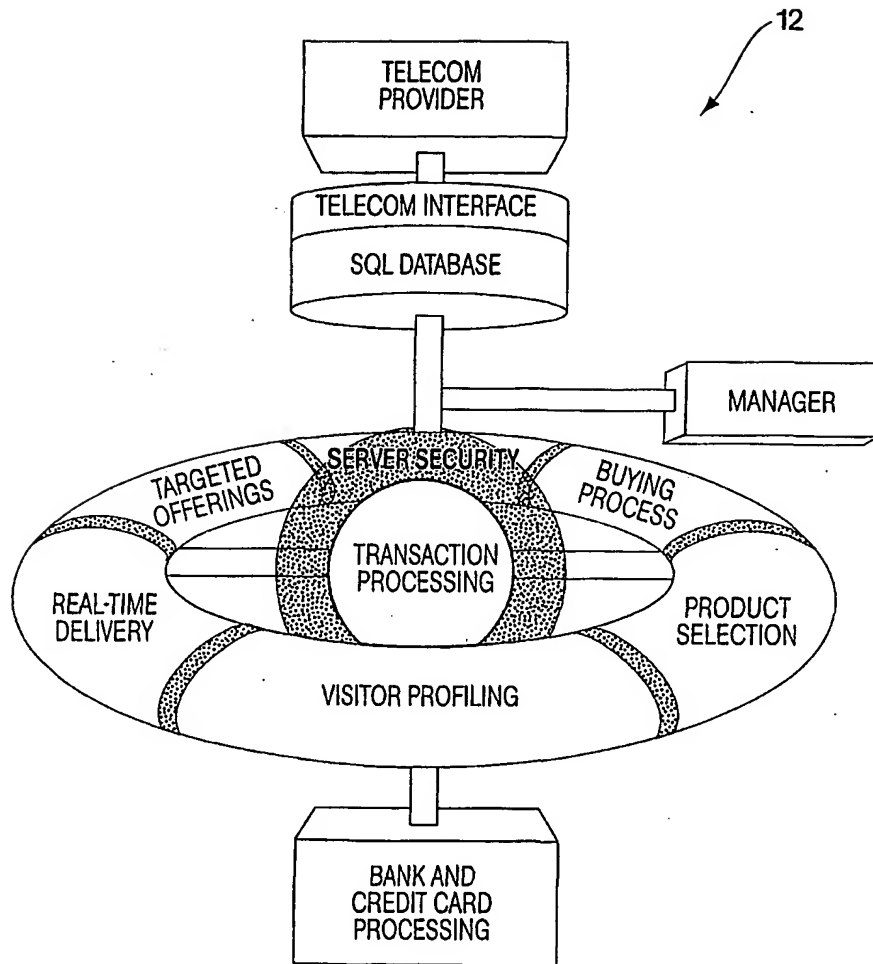 12
TELECOM
PROVIDER
TELECOM INTERFACE
SQL DATABASE
MANAGER
SERVER SECURITY
TARGETED
OFFERINGS
BUYING
PROCESS
TRANSACTION
PROCESSING
REAL-TIME
DELIVERY
PRODUCT
SELECTION
VISITOR PROFILING
BANK AND
CREDIT CARD
PROCESSING